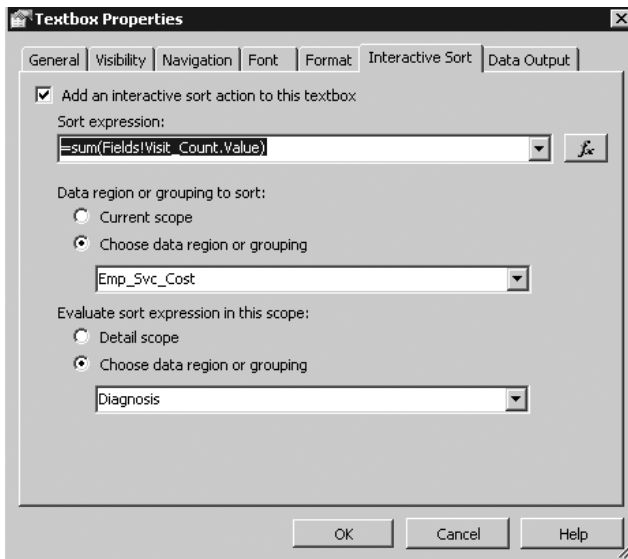 Textbox Properties
General Visibility Navigation Font Format Interactive Sort Data Output
Add an interactive sort action to this textbox
Sort expression:
=sum(Fields!Visit_Count.Value)
fx
Data region or grouping to sort:
Current scope
Choose data region or grouping
Emp_Svc_Cost
Evaluate sort expression in this scope:
Detail scope
Choose data region or grouping
Diagnosis
OK Cancel Help